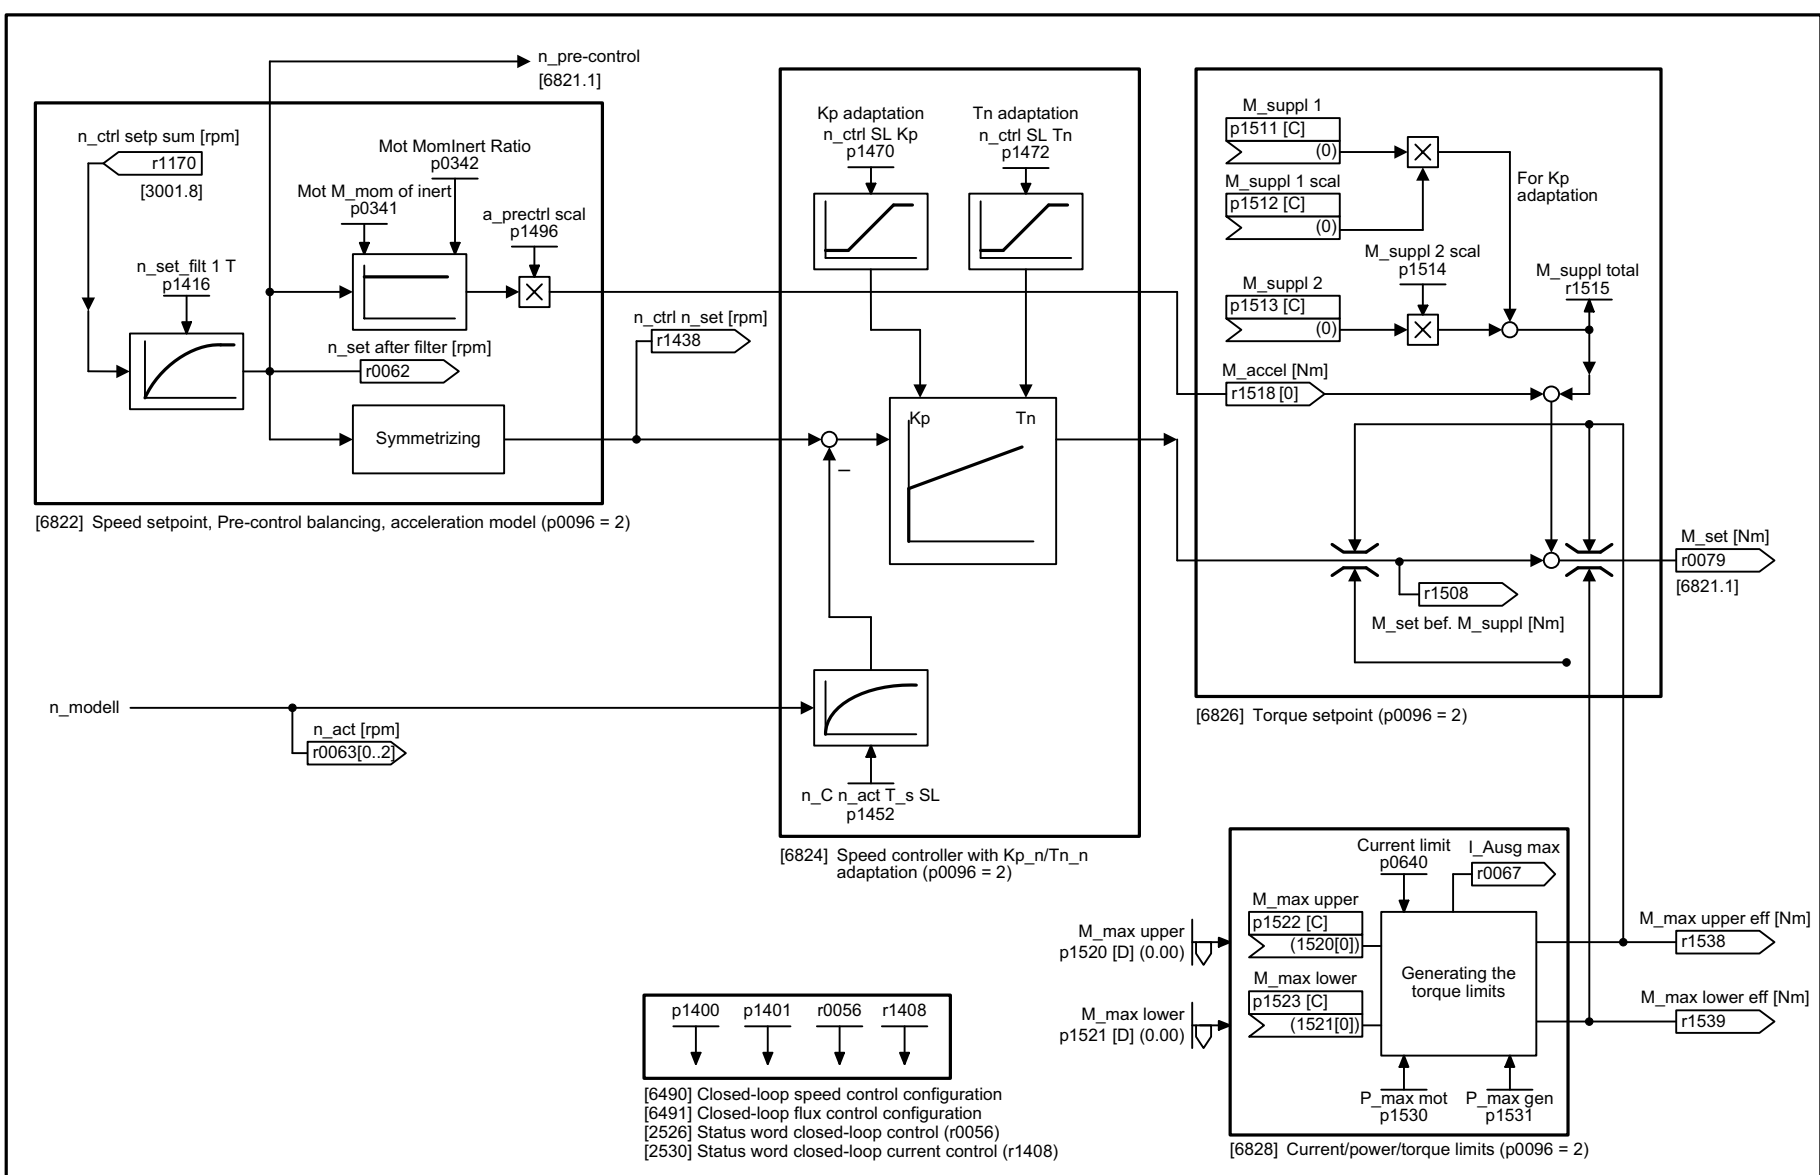 n_pre-control
[6821.1]
n_ctrl setp sum [rpm]
r1170
[3001.8]
Mot MomInert Ratio
p0342
Mot M_mom of inert
p0341
a_prectrl scal
p1496
n_set_filt 1 T
p1416
n_set after filter [rpm]
r0062
Symmetrizing
[6822] Speed setpoint, Pre-control balancing, acceleration model (p0096 = 2)
n_ctrl n_set [rpm]
r1438
n_modell
n_act [rpm]
r0063[0..2]
Kp adaptation
n_ctrl SL Kp
p1470
Tn adaptation
n_ctrl SL Tn
p1472
Kp
Tn
–
n_C n_act T_s SL
p1452
[6824] Speed controller with Kp_n/Tn_n
adaptation (p0096 = 2)
M_suppl 1
p1511 [C]
(0)
M_suppl 1 scal
p1512 [C]
(0)
For Kp
adaptation
M_suppl 2 scal
p1514
M_suppl 2
p1513 [C]
(0)
M_suppl total
r1515
M_accel [Nm]
r1518 [0]
r1508
M_set bef. M_suppl [Nm]
M_set [Nm]
r0079
[6821.1]
[6826] Torque setpoint (p0096 = 2)
Current limit
p0640
I_Ausg max
r0067
M_max upper
p1520 [D] (0.00)
M_max upper
p1522 [C]
(1520[0])
M_max lower
p1521 [D] (0.00)
M_max lower
p1523 [C]
(1521[0])
Generating the
torque limits
M_max upper eff [Nm]
r1538
M_max lower eff [Nm]
r1539
P_max mot
p1530
P_max gen
p1531
[6828] Current/power/torque limits (p0096 = 2)
p1400 p1401 r0056 r1408
[6490] Closed-loop speed control configuration
[6491] Closed-loop flux control configuration
[2526] Status word closed-loop control (r0056)
[2530] Status word closed-loop current control (r1408)